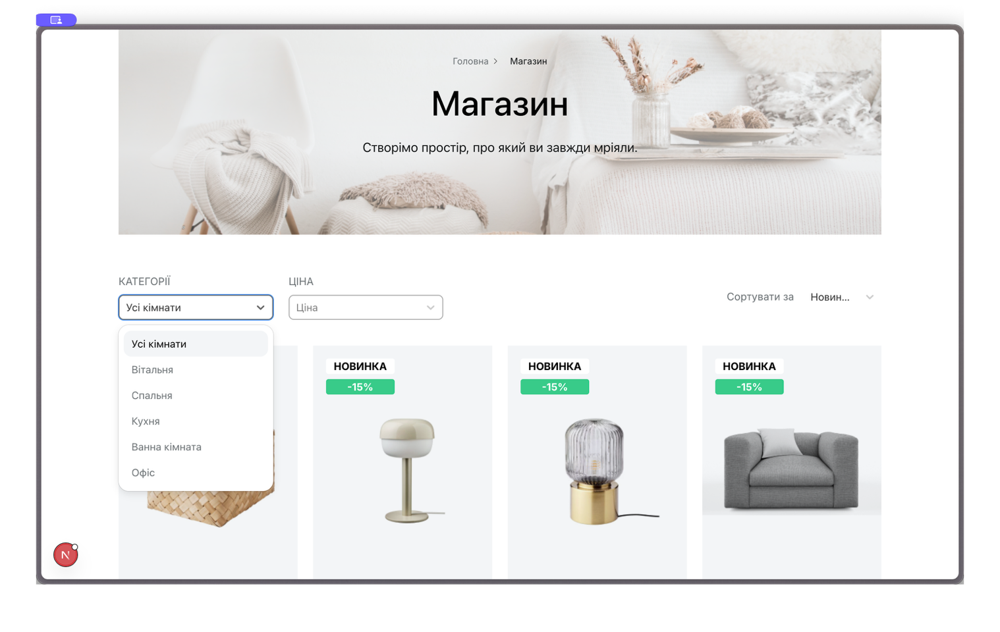 Головна > Магазин
Магазин
Створімо простір, про який ви завжди мріяли.
КАТЕГОРІЇ
ЦІНА
Усі кімнати
Ціна
Сортувати за Новин...
Усі кімнати
Вітальня
Спальня
Кухня
Ванна кімната
Офіс
НОВИНКА
-15%
НОВИНКА
-15%
НОВИНКА
-15%
N